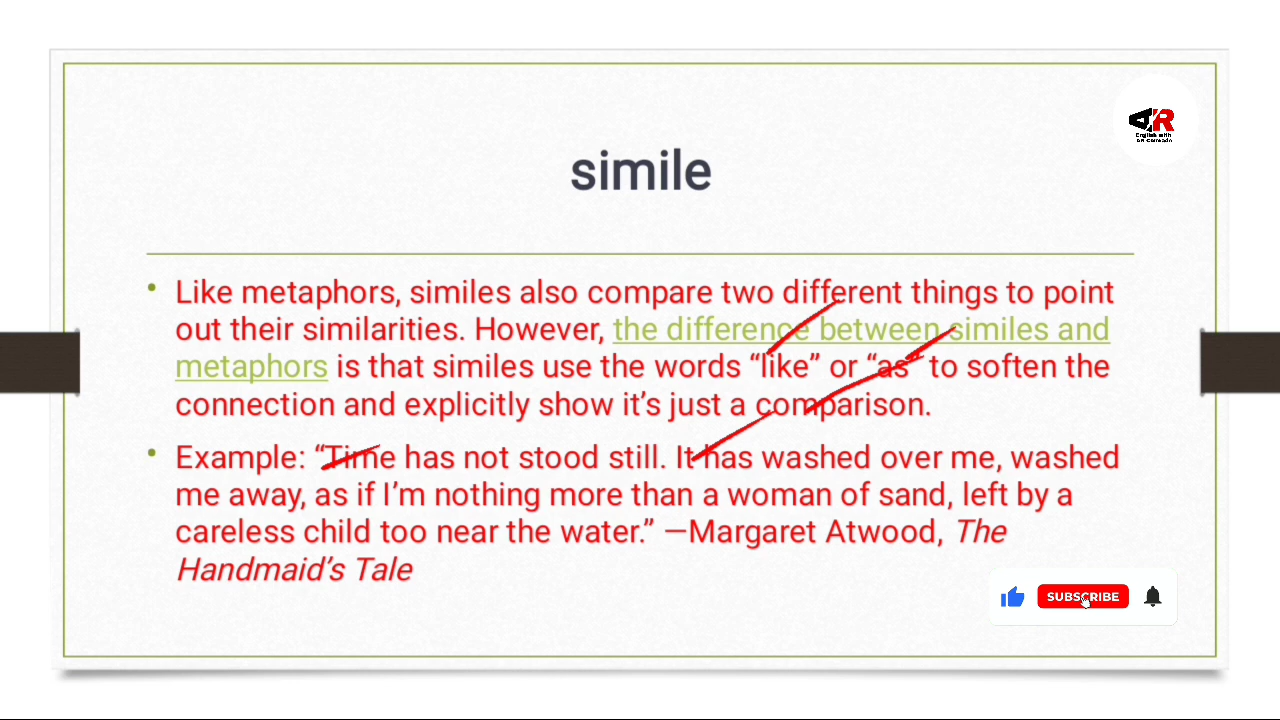 AR
English with
simile
Like metaphors, similes also compare two different things to point
out their similarities. However, the difference between similes and
metaphors is that similes use the words “like” or “as” to soften the
connection and explicitly show it’s just a comparison.
Example: “Time has not stood still. It has washed over me, washed
me away, as if I’m nothing more than a woman of sand, left by a
careless child too near the water.” —Margaret Atwood, The
Handmaid’s Tale
SUBSCRIBE